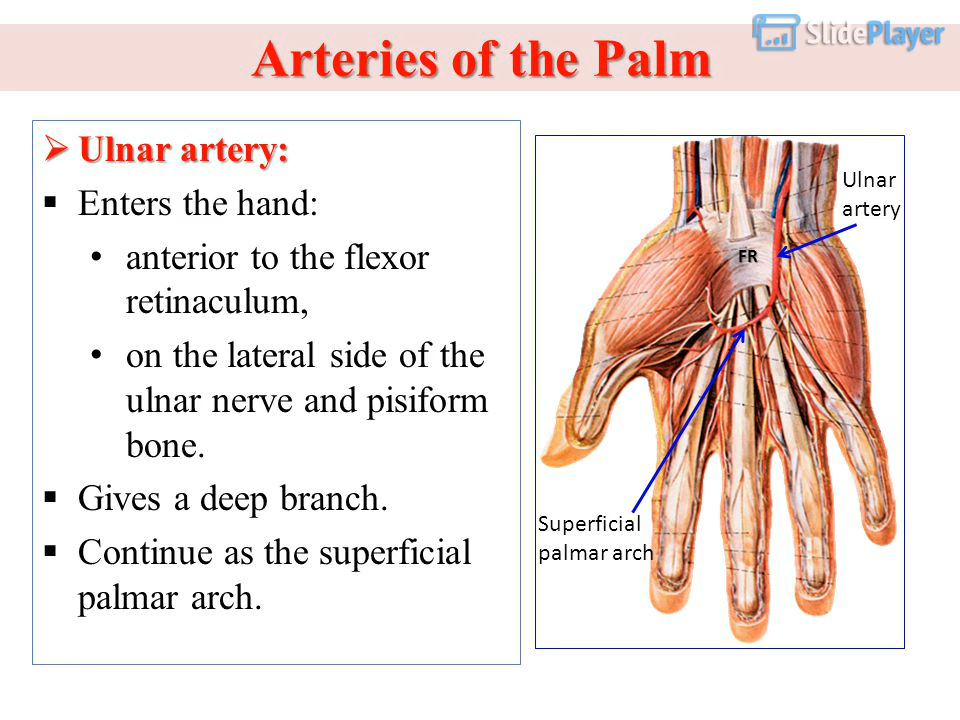 SlidePlayer
Arteries of the Palm
➢ Ulnar artery:
▪ Enters the hand:
• anterior to the flexor
retinaculum,
• on the lateral side of the
ulnar nerve and pisiform
bone.
▪ Gives a deep branch.
▪ Continue as the superficial
palmar arch.
Ulnar
artery
FR
Superficial
palmar arch